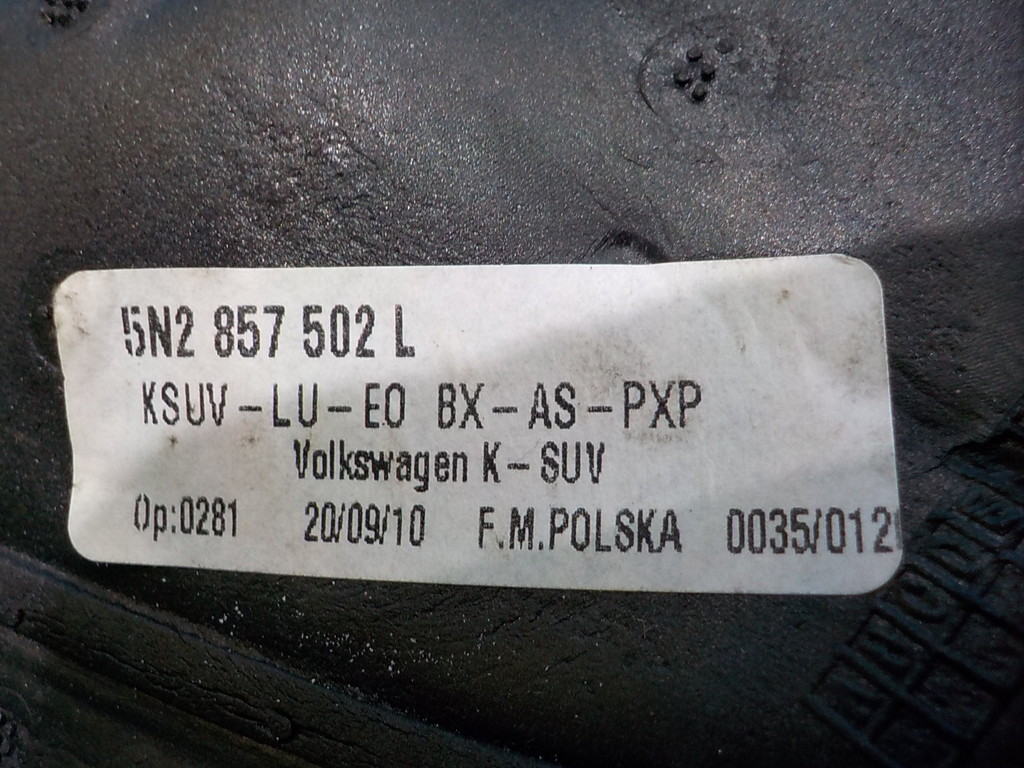 5N2 857 502 L
KSUV-LU-EO BX-AS-PXP
Volkswagen K-SUV
Op:0281 20/09/10 F.M.POLSKA 0035/012